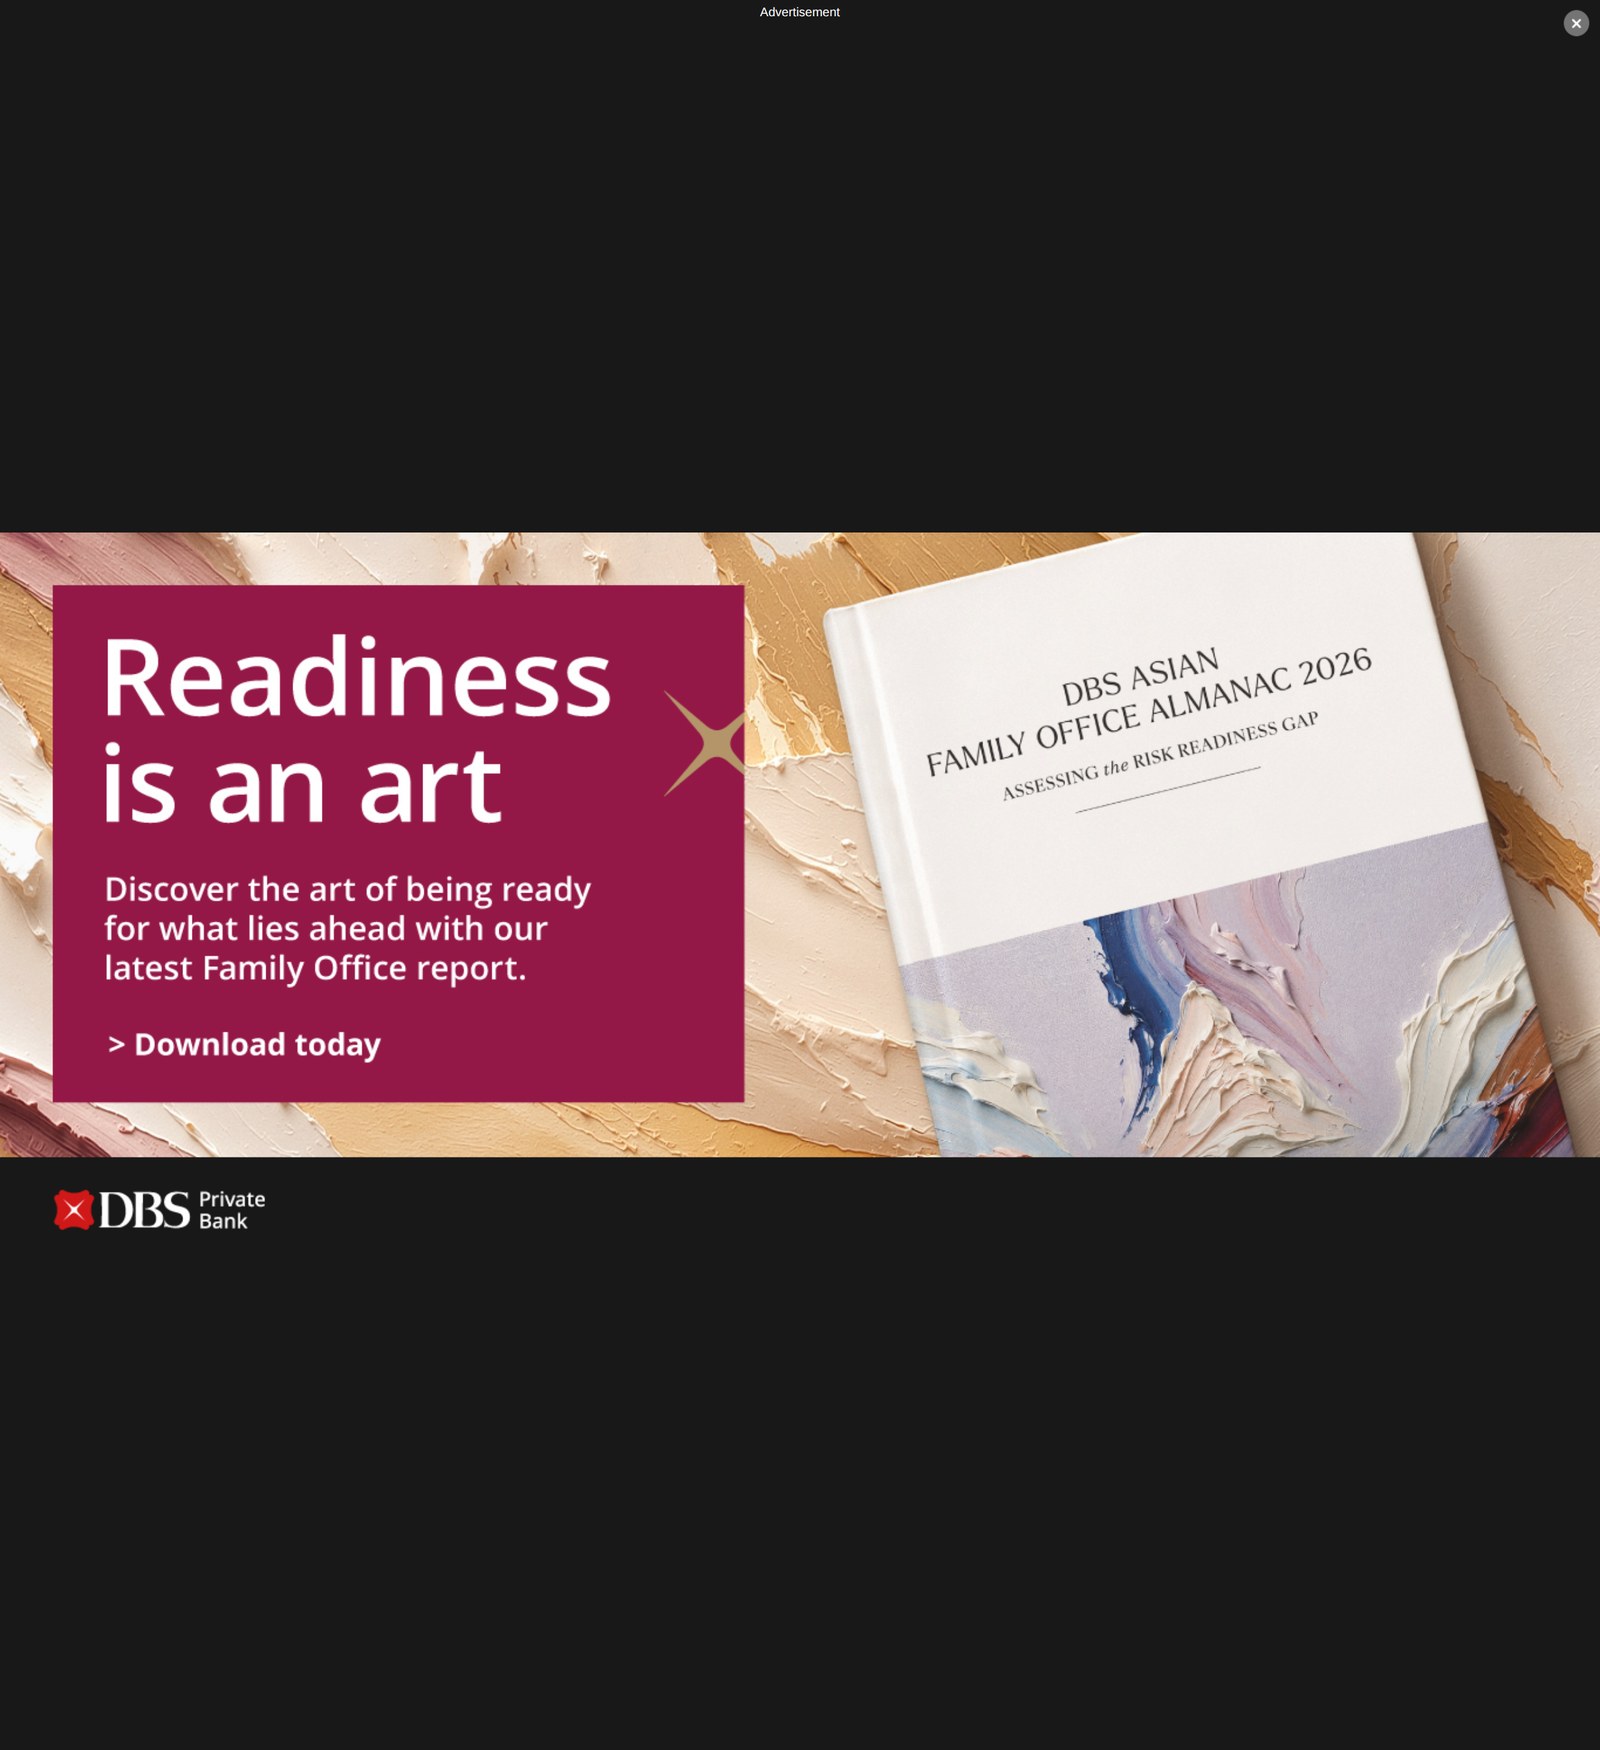 Advertisement
Readiness
is an art
Discover the art of being ready
for what lies ahead with our
latest Family Office report.
> Download today
DBS ASIAN
FAMILY OFFICE ALMANAC 2026
ASSESSING the RISK READINESS GAP
DBS Private
Bank